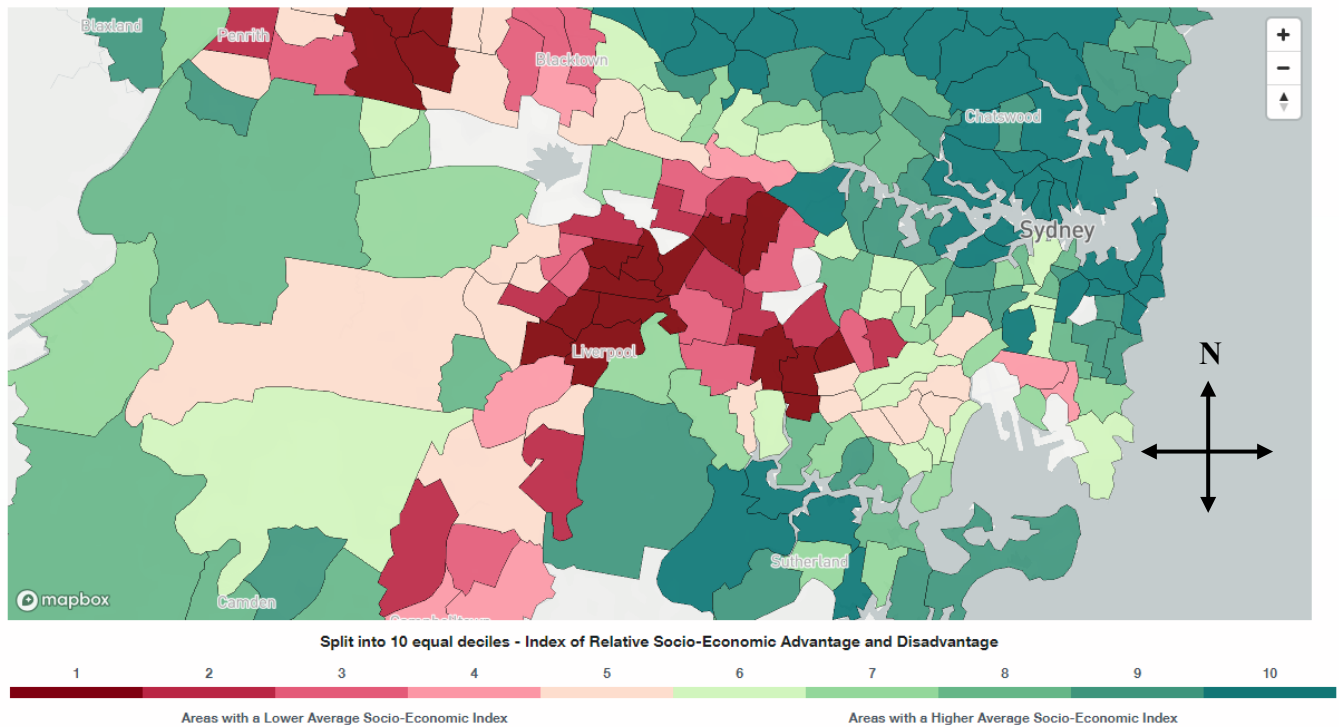 Blaxland
Penrith
Blacktown
+
−
Chatswood
Sydney
Liverpool
N
Sutherland
Camden
Campbelltown
mapbox
Split into 10 equal deciles - Index of Relative Socio-Economic Advantage and Disadvantage
1 2 3 4 5 6 7 8 9 10
Areas with a Lower Average Socio-Economic Index Areas with a Higher Average Socio-Economic Index